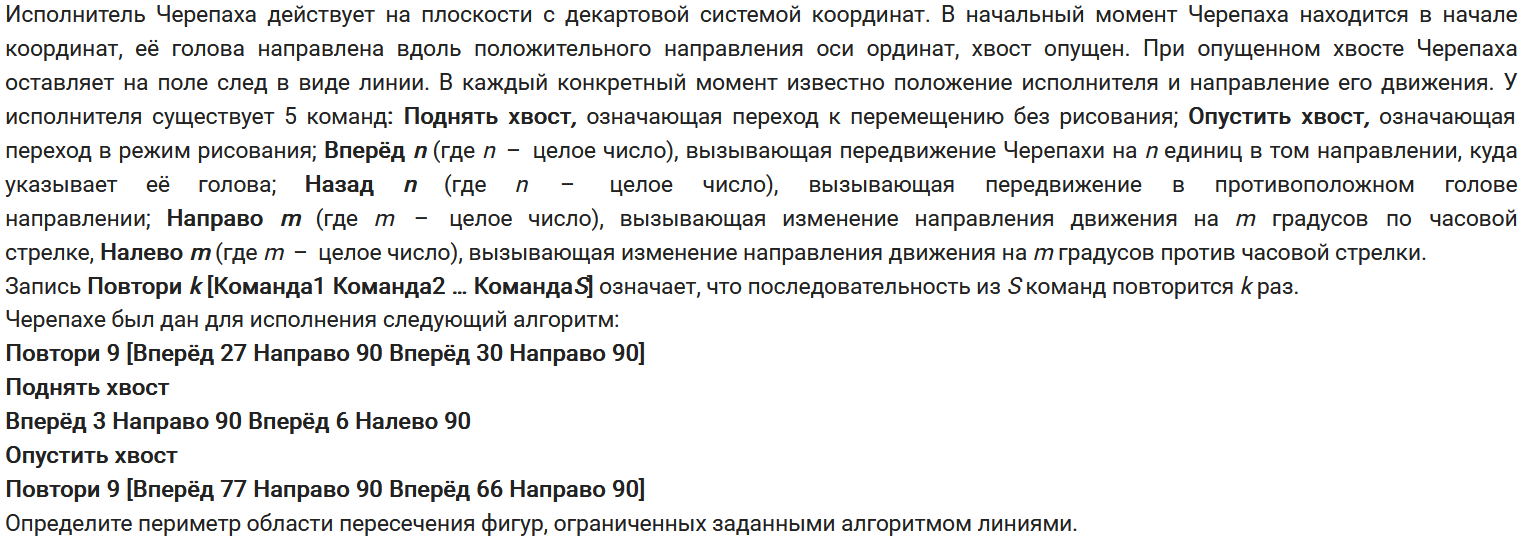 Исполнитель Черепаха действует на плоскости с декартовой системой координат. В начальный момент Черепаха находится в начале
координат, её голова направлена вдоль положительного направления оси ординат, хвост опущен. При опущенном хвосте Черепаха
оставляет на поле след в виде линии. В каждый конкретный момент известно положение исполнителя и направление его движения. У
исполнителя существует 5 команд: Поднять хвост, означающая переход к перемещению без рисования; Опустить хвост, означающая
переход в режим рисования; Вперёд n (где n – целое число), вызывающая передвижение Черепахи на n единиц в том направлении, куда
указывает её голова; Назад n (где n – целое число), вызывающая передвижение в противоположном голове
направлении; Направо m (где m – целое число), вызывающая изменение направления движения на m градусов по часовой
стрелке, Налево m (где m – целое число), вызывающая изменение направления движения на m градусов против часовой стрелки.
Запись Повтори k [Команда1 Команда2 … КомандаS] означает, что последовательность из S команд повторится k раз.
Черепахе был дан для исполнения следующий алгоритм:
Повтори 9 [Вперёд 27 Направо 90 Вперёд 30 Направо 90]
Поднять хвост
Вперёд 3 Направо 90 Вперёд 6 Налево 90
Опустить хвост
Повтори 9 [Вперёд 77 Направо 90 Вперёд 66 Направо 90]
Определите периметр области пересечения фигур, ограниченных заданными алгоритмом линиями.